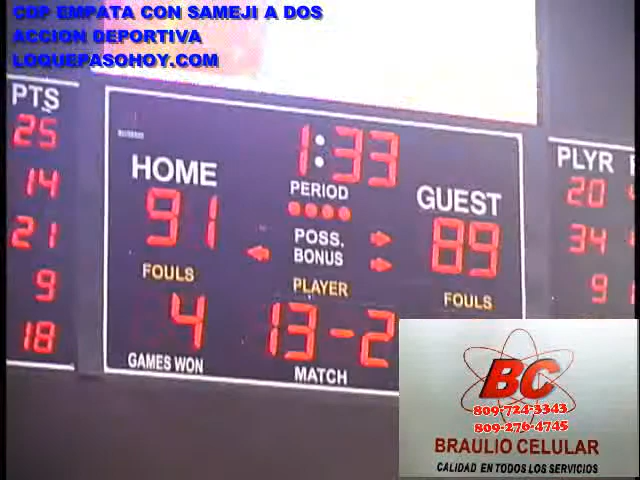 CDP EMPATA CON SAMEJI A DOS
ACCION DEPORTIVA
LOQUEPASOHOY.COM
PTS
25
14
21
9
18
1:33
HOME
PERIOD
GUEST
91
POSS.
BONUS
89
FOULS
PLAYER
FOULS
4
13-2
GAMES WON
MATCH
PLYR
20
34
9
BC
809-724-3343
809-276-4745
BRAULIO CELULAR
CALIDAD EN TODOS LOS SERVICIOS